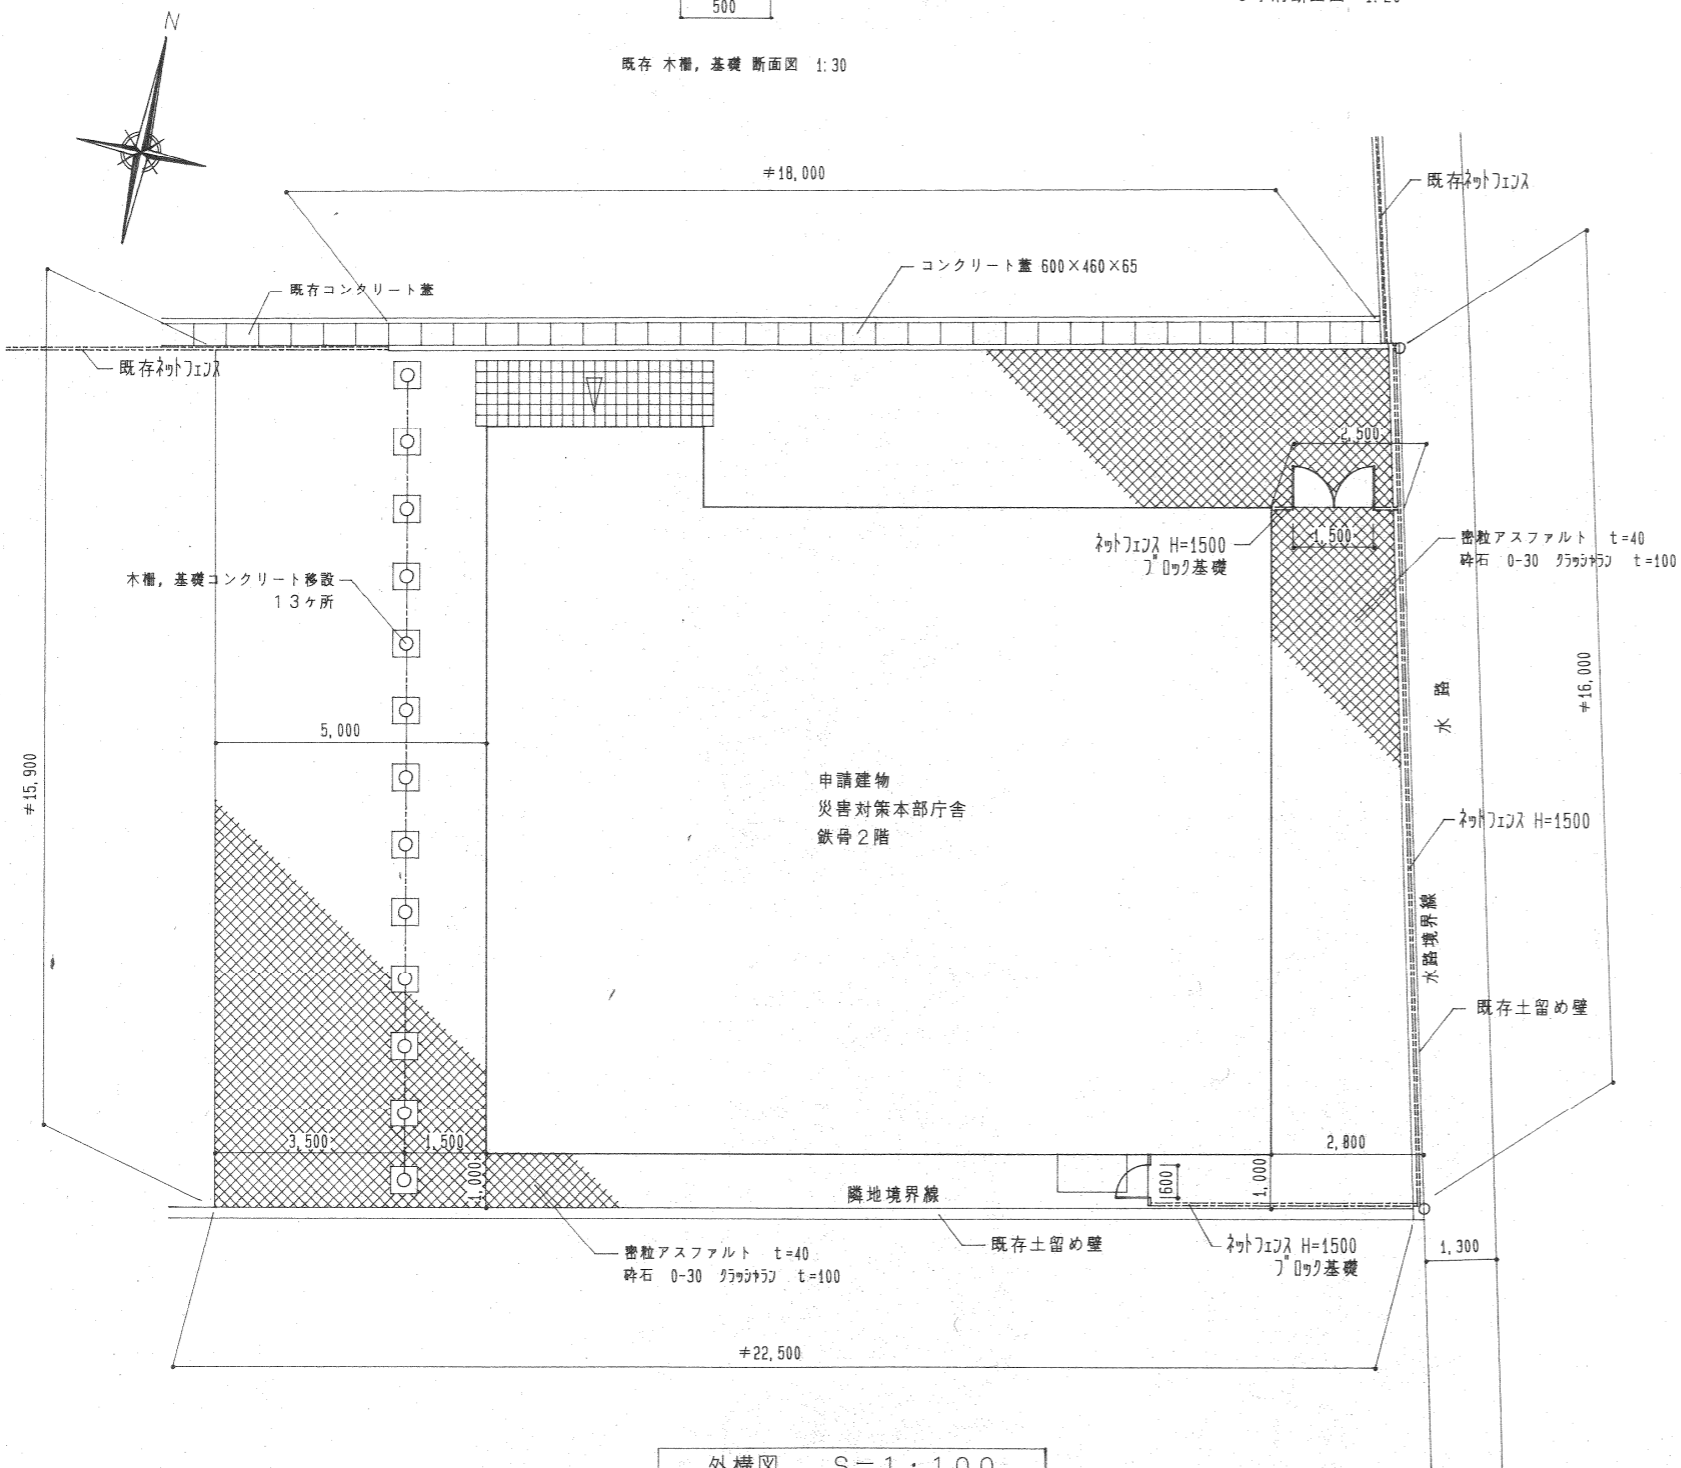 500
既存 木柵, 基礎 断面図 1:30
N
≠18,000
既存ネットフェンス
コンクリート蓋 600×460×65
既存コンクリート蓋
既存ネットフェンス
2,500
ネットフェンス H=1500
ブロック基礎
1,500
密粒アスファルト t=40
砕石 0-30 クラッシャラン t=100
木柵, 基礎コンクリート移設
13ヶ所
≠16,000
水路
5,000
≠15,900
申請建物
災害対策本部庁舎
鉄骨2階
ネットフェンス H=1500
水路境界線
既存土留め壁
3,500
1,500
1,000
2,800
600
1,000
隣地境界線
密粒アスファルト t=40
砕石 0-30 クラッシャラン t=100
既存土留め壁
ネットフェンス H=1500
ブロック基礎
1,300
≠22,500
外構図 S=1:100